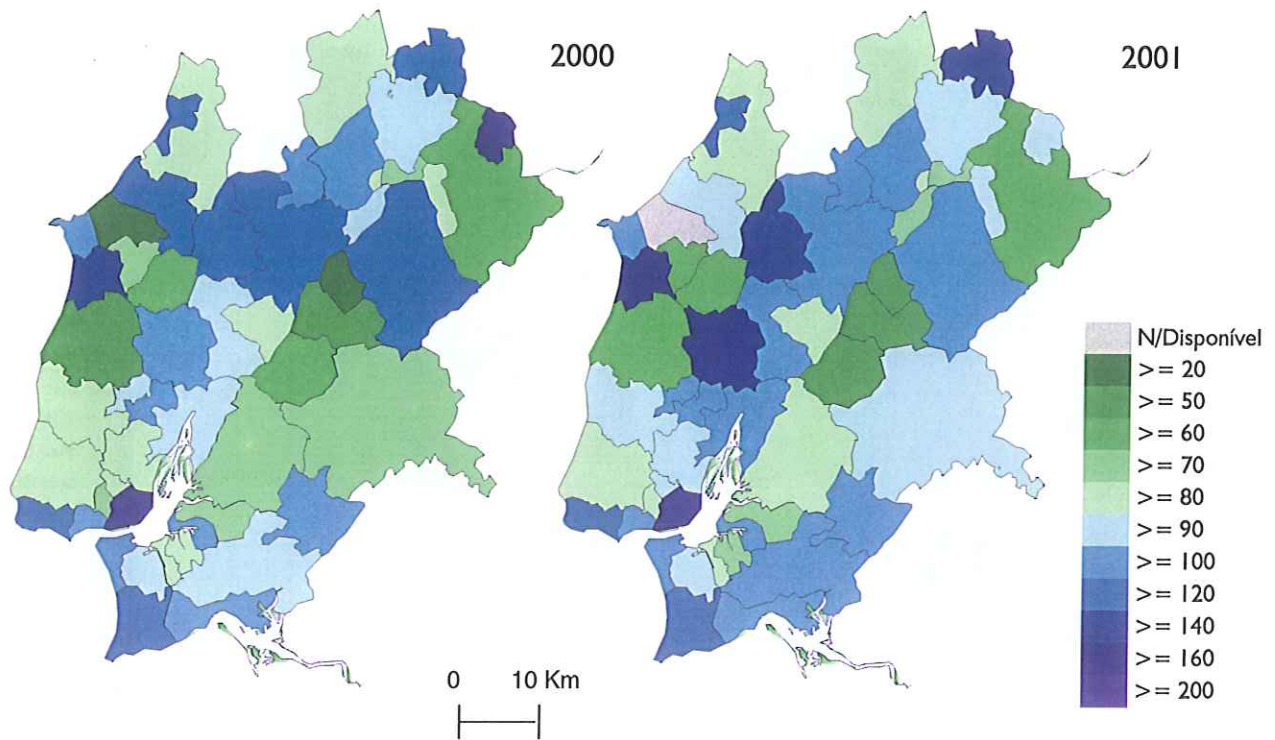 2000
2001
N/Disponível
> = 20
> = 50
> = 60
> = 70
> = 80
> = 90
> = 100
> = 120
> = 140
> = 160
> = 200
0 10 Km